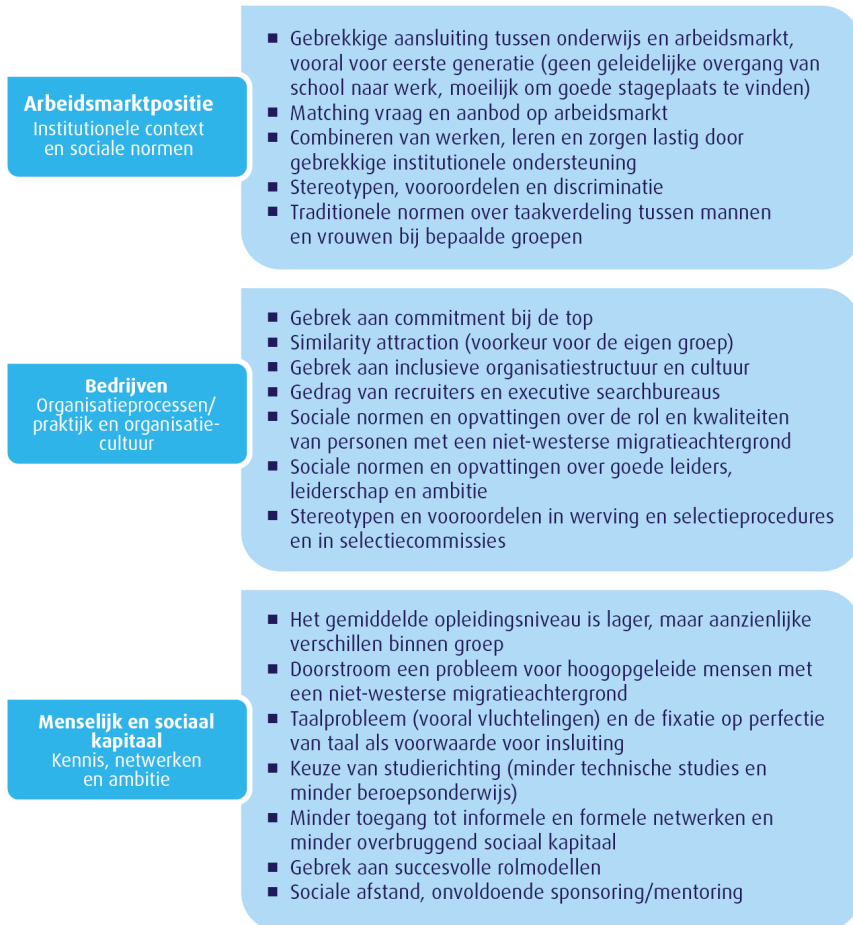 Arbeidsmarktpositie
Institutionele context
en sociale normen
■ Gebrekkige aansluiting tussen onderwijs en arbeidsmarkt,
vooral voor eerste generatie (geen geleidelijke overgang van
school naar werk, moeilijk om goede stageplaats te vinden)
■ Matching vraag en aanbod op arbeidsmarkt
■ Combineren van werken, leren en zorgen lastig door
gebrekkige institutionele ondersteuning
■ Stereotypen, vooroordelen en discriminatie
■ Traditionele normen over taakverdeling tussen mannen
en vrouwen bij bepaalde groepen
Bedrijven
Organisatieprocessen/
praktijk en organisatie-
cultuur
■ Gebrek aan commitment bij de top
■ Similarity attraction (voorkeur voor de eigen groep)
■ Gebrek aan inclusieve organisatiestructuur en cultuur
■ Gedrag van recruiters en executive searchbureaus
■ Sociale normen en opvattingen over de rol en kwaliteiten
van personen met een niet-westerse migratieachtergrond
■ Sociale normen en opvattingen over goede leiders,
leiderschap en ambitie
■ Stereotypen en vooroordelen in werving en selectieprocedures
en in selectiecommissies
Menselijk en sociaal
kapitaal
Kennis, netwerken
en ambitie
■ Het gemiddelde opleidingsniveau is lager, maar aanzienlijke
verschillen binnen groep
■ Doorstroom een probleem voor hoogopgeleide mensen met
een niet-westerse migratieachtergrond
■ Taalprobleem (vooral vluchtelingen) en de fixatie op perfectie
van taal als voorwaarde voor insluiting
■ Keuze van studierichting (minder technische studies en
minder beroepsonderwijs)
■ Minder toegang tot informele en formele netwerken en
minder overbruggend sociaal kapitaal
■ Gebrek aan succesvolle rolmodellen
■ Sociale afstand, onvoldoende sponsoring/mentoring